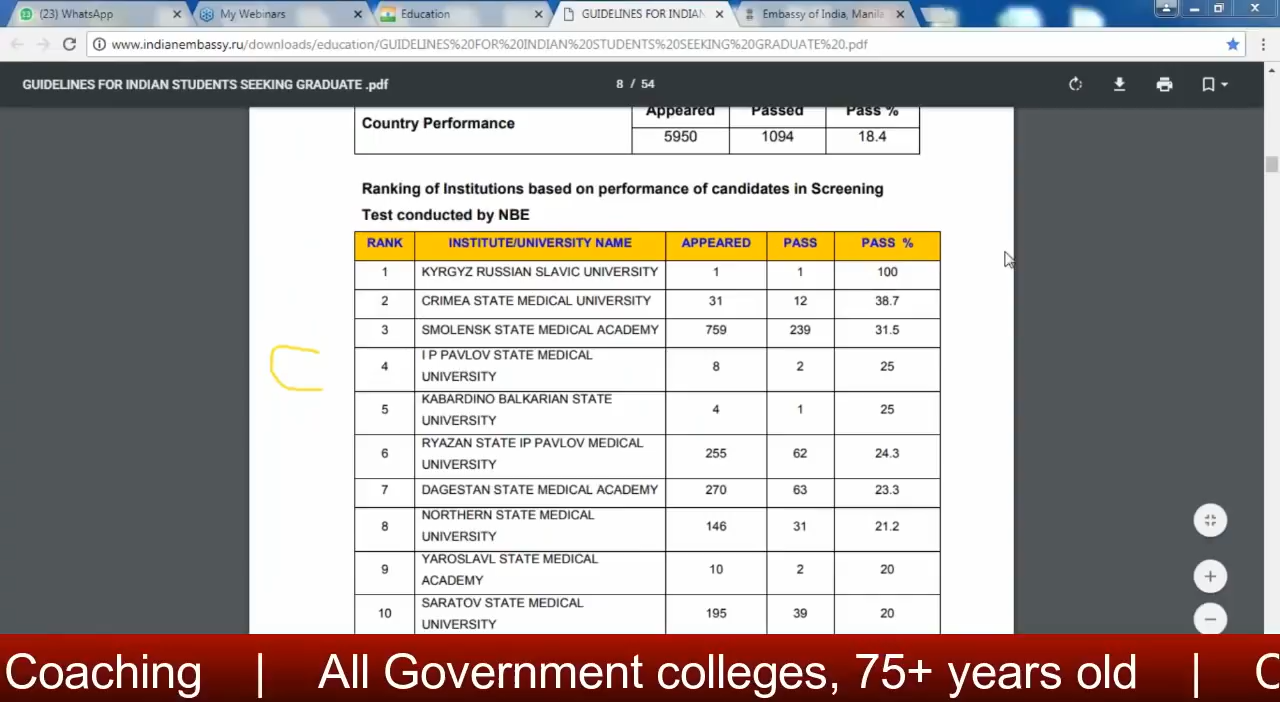 (23) WhatsApp
My Webinars
Education
GUIDELINES FOR INDIAN
Embassy of India, Manila
www.indianembassy.ru/downloads/education/GUIDELINES%20FOR%20INDIAN%20STUDENTS%20SEEKING%20GRADUATE%20.pdf
GUIDELINES FOR INDIAN STUDENTS SEEKING GRADUATE .pdf 8 / 54
Country Performance Appeared Passed Pass %
5950 1094 18.4
Ranking of Institutions based on performance of candidates in Screening
Test conducted by NBE
RANK INSTITUTE/UNIVERSITY NAME APPEARED PASS PASS %
1 KYRGYZ RUSSIAN SLAVIC UNIVERSITY 1 1 100
2 CRIMEA STATE MEDICAL UNIVERSITY 31 12 38.7
3 SMOLENSK STATE MEDICAL ACADEMY 759 239 31.5
4 I P PAVLOV STATE MEDICAL
UNIVERSITY 8 2 25
5 KABARDINO BALKARIAN STATE
UNIVERSITY 4 1 25
6 RYAZAN STATE IP PAVLOV MEDICAL
UNIVERSITY 255 62 24.3
7 DAGESTAN STATE MEDICAL ACADEMY 270 63 23.3
8 NORTHERN STATE MEDICAL
UNIVERSITY 146 31 21.2
9 YAROSLAVL STATE MEDICAL
ACADEMY 10 2 20
10 SARATOV STATE MEDICAL
UNIVERSITY 195 39 20
Coaching | All Government colleges, 75+ years old |